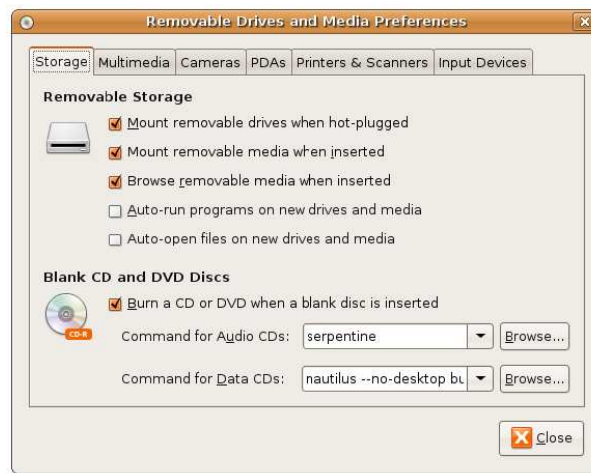 Removable Drives and Media Preferences
Storage Multimedia Cameras PDAs Printers & Scanners Input Devices
Removable Storage
Mount removable drives when hot-plugged
Mount removable media when inserted
Browse removable media when inserted
Auto-run programs on new drives and media
Auto-open files on new drives and media
Blank CD and DVD Discs
Burn a CD or DVD when a blank disc is inserted
CD-R
Command for Audio CDs: serpentine Browse...
Command for Data CDs: nautilus --no-desktop bu Browse...
Close